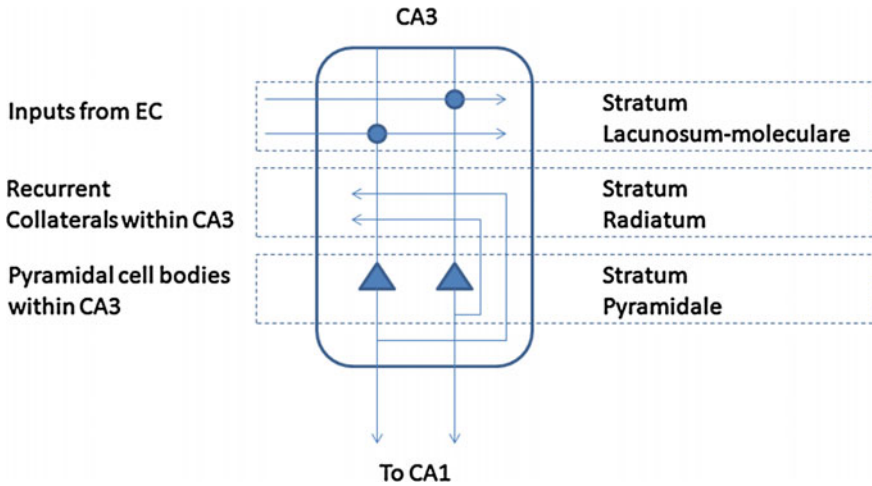 CA3
Inputs from EC
Stratum
Lacunosum-moleculare
Recurrent
Collaterals within CA3
Stratum
Radiatum
Pyramidal cell bodies
within CA3
Stratum
Pyramidale
To CA1